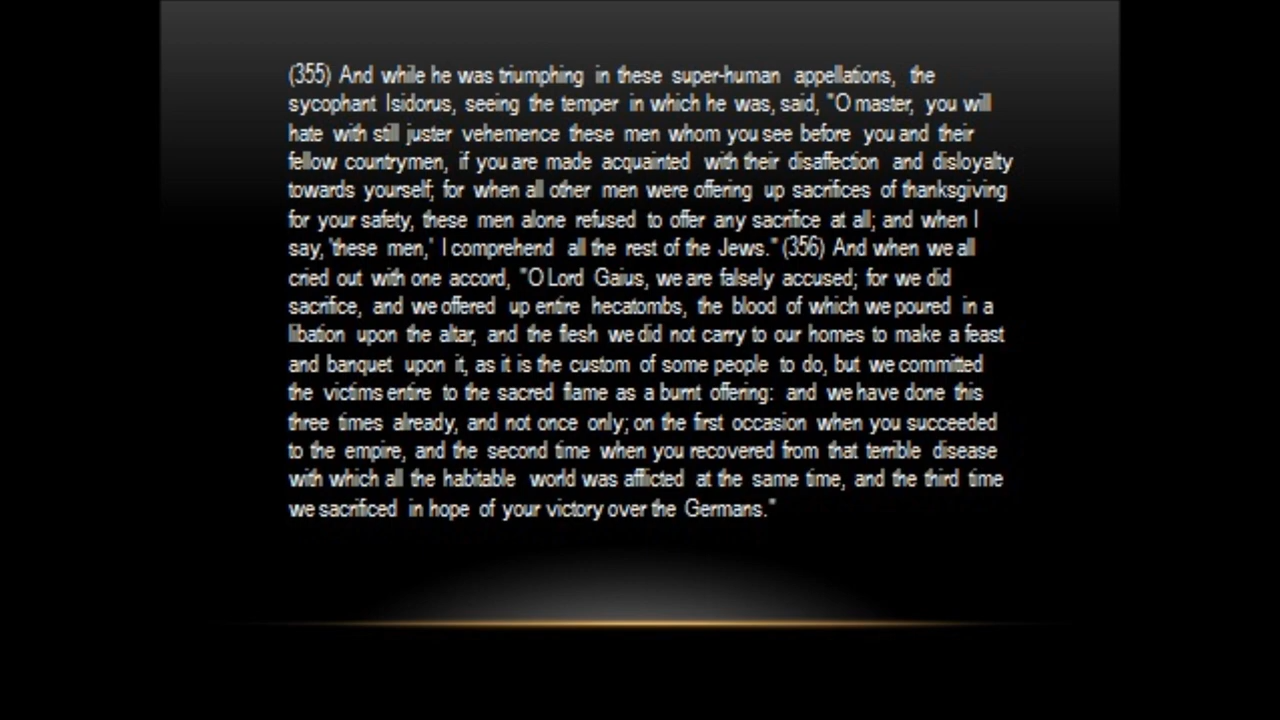 (355) And while he was triumphing in these super-human appellations, the
sycophant Isidorus, seeing the temper in which he was, said, "O master, you will
hate with still juster vehemence these men whom you see before you and their
fellow countrymen, if you are made acquainted with their disaffection and disloyalty
towards yourself; for when all other men were offering up sacrifices of thanksgiving
for your safety, these men alone refused to offer any sacrifice at all; and when I
say, 'these men,' I comprehend all the rest of the Jews." (356) And when we all
cried out with one accord, "O Lord Gaius, we are falsely accused; for we did
sacrifice, and we offered up entire hecatombs, the blood of which we poured in a
libation upon the altar, and the flesh we did not carry to our homes to make a feast
and banquet upon it, as it is the custom of some people to do, but we committed
the victims entire to the sacred flame as a burnt offering: and we have done this
three times already, and not once only; on the first occasion when you succeeded
to the empire, and the second time when you recovered from that terrible disease
with which all the habitable world was afflicted at the same time, and the third time
we sacrificed in hope of your victory over the Germans."